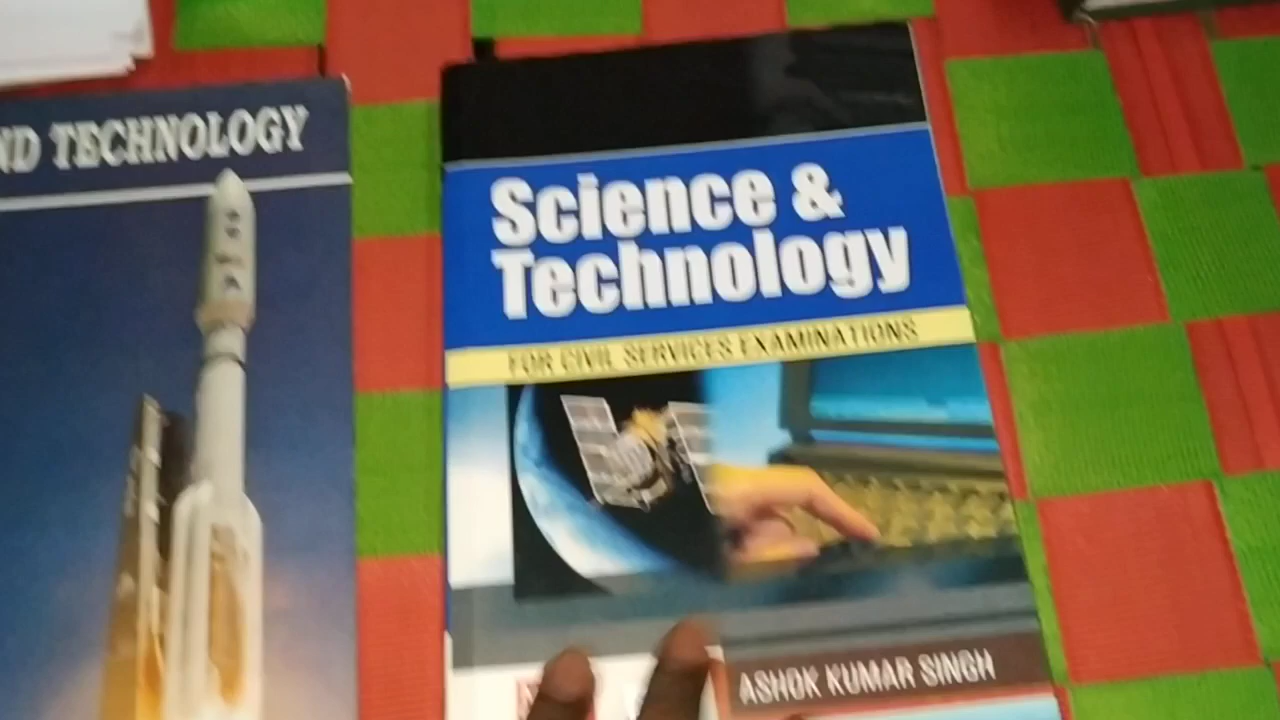 ND TECHNOLOGY
Science &
Technology
FOR CIVIL SERVICES EXAMINATIONS
ASHOK KUMAR SINGH